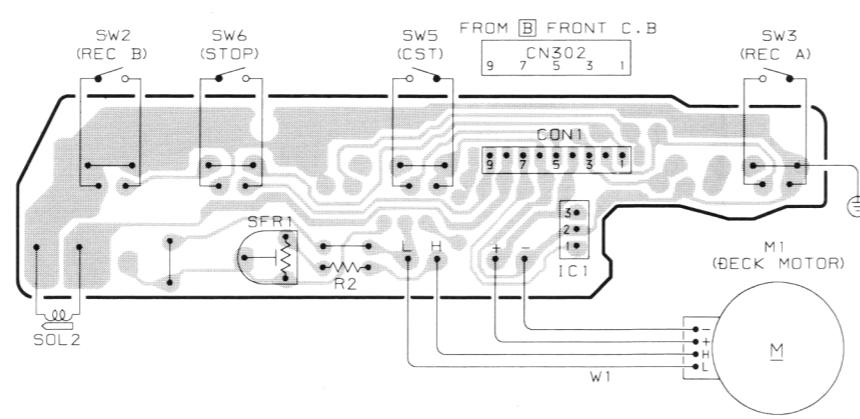 FROM B FRONT C.B
SW2
(REC B)
SW6
(STOP)
SW5
(CST)
CN302
9 7 5 3 1
SW3
(REC A)
CON1
9 7 5 3 1
SFR1
R2
L H + −
3
2
1
IC1
M1
(DECK MOTOR)
SOL2
W1
−
+
H
L
M